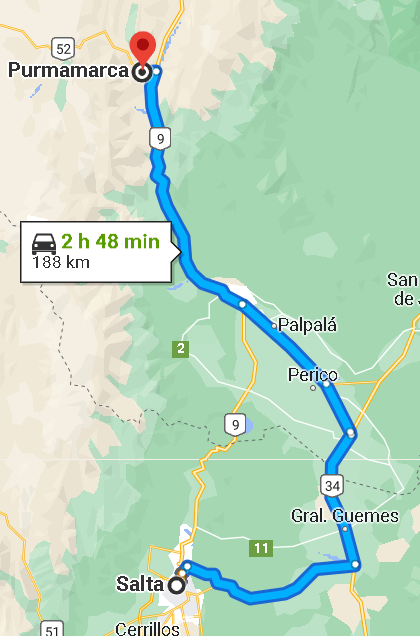 52
Purmamarca
9
2 h 48 min
188 km
San
de
Palpalá
2
Perico
9
34
Gral. Guemes
11
Salta
51
Cerrillos